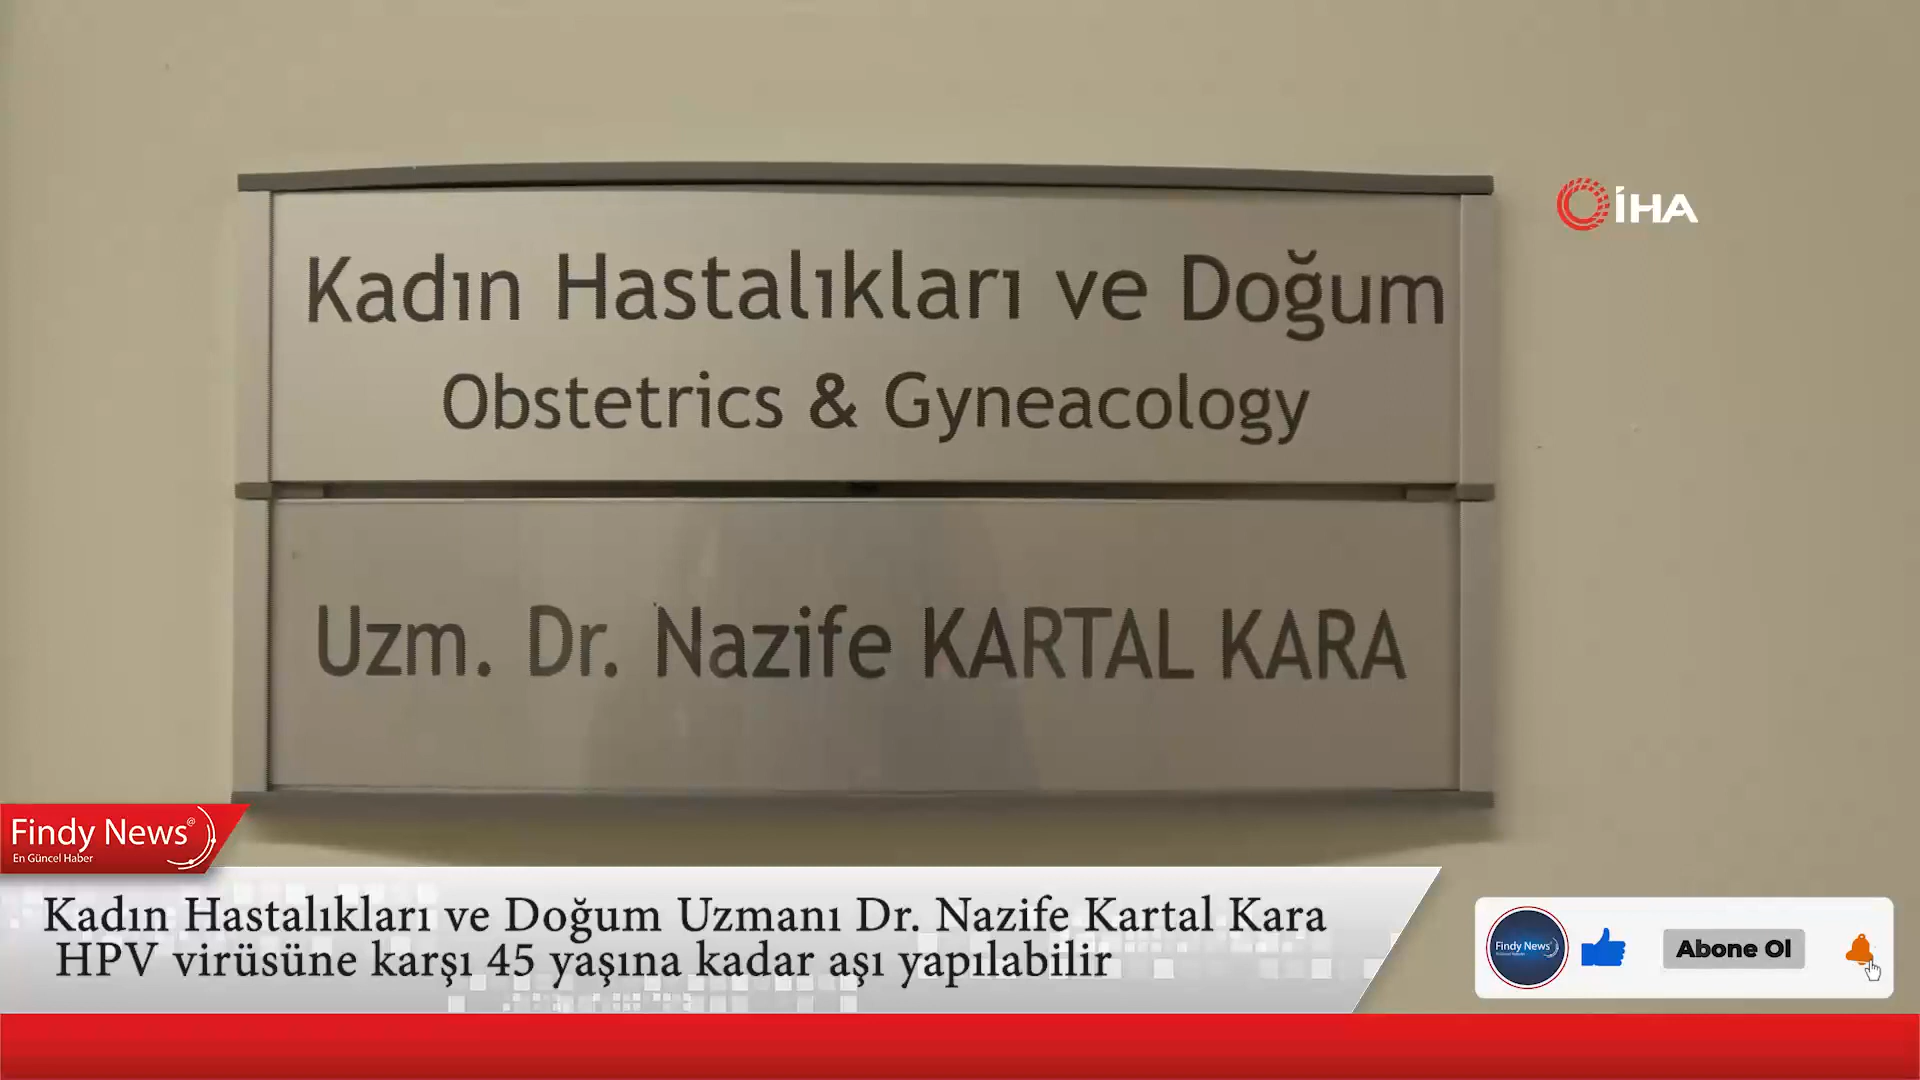 İHA
Kadın Hastalıkları ve Doğum
Obstetrics & Gyneacology
Uzm. Dr. Nazife KARTAL KARA
Findy News
En Güncel Haber
Kadın Hastalıkları ve Doğum Uzmanı Dr. Nazife Kartal Kara
HPV virüsüne karşı 45 yaşına kadar aşı yapılabilir
Findy News
Abone Ol